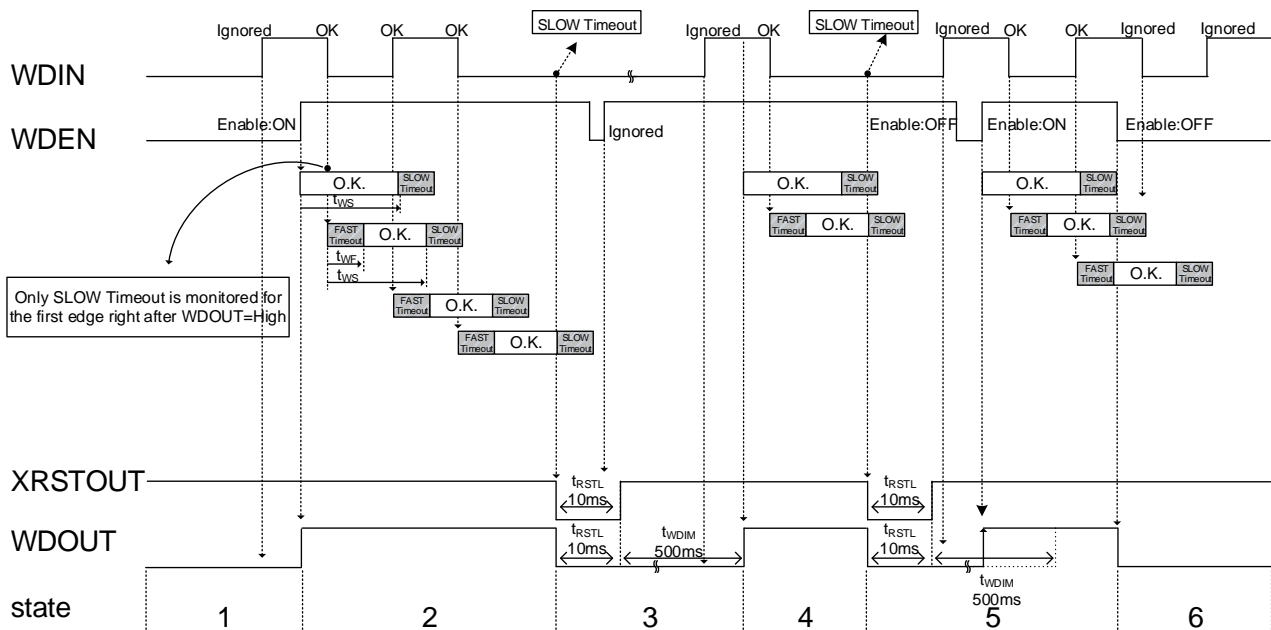 SLOW Timeout
SLOW Timeout
Ignored OK OK OK Ignored OK Ignored OK OK Ignored Ignored
WDIN
Enable:ON Ignored Enable:OFF Enable:ON Enable:OFF
WDEN
O.K. SLOW Timeout
tWS
O.K. SLOW Timeout
O.K. SLOW Timeout
FAST Timeout O.K. SLOW Timeout
tWF
tWS
FAST Timeout O.K. SLOW Timeout
FAST Timeout O.K. SLOW Timeout
Only SLOW Timeout is monitored for
the first edge right after WDOUT=High
FAST Timeout O.K. SLOW Timeout
FAST Timeout O.K. SLOW Timeout
FAST Timeout O.K. SLOW Timeout
XRSTOUT
tRSTL
10ms
tRSTL
10ms
WDOUT
tRSTL
10ms
tWDIM
500ms
tRSTL
10ms
tWDIM
500ms
state
1 2 3 4 5 6